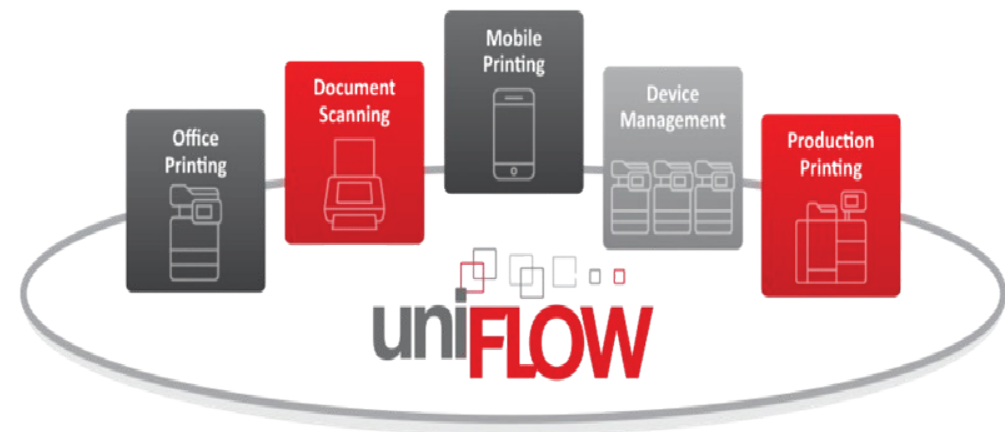 Office
Printing
Document
Scanning
Mobile
Printing
Device
Management
Production
Printing
uniFLOW